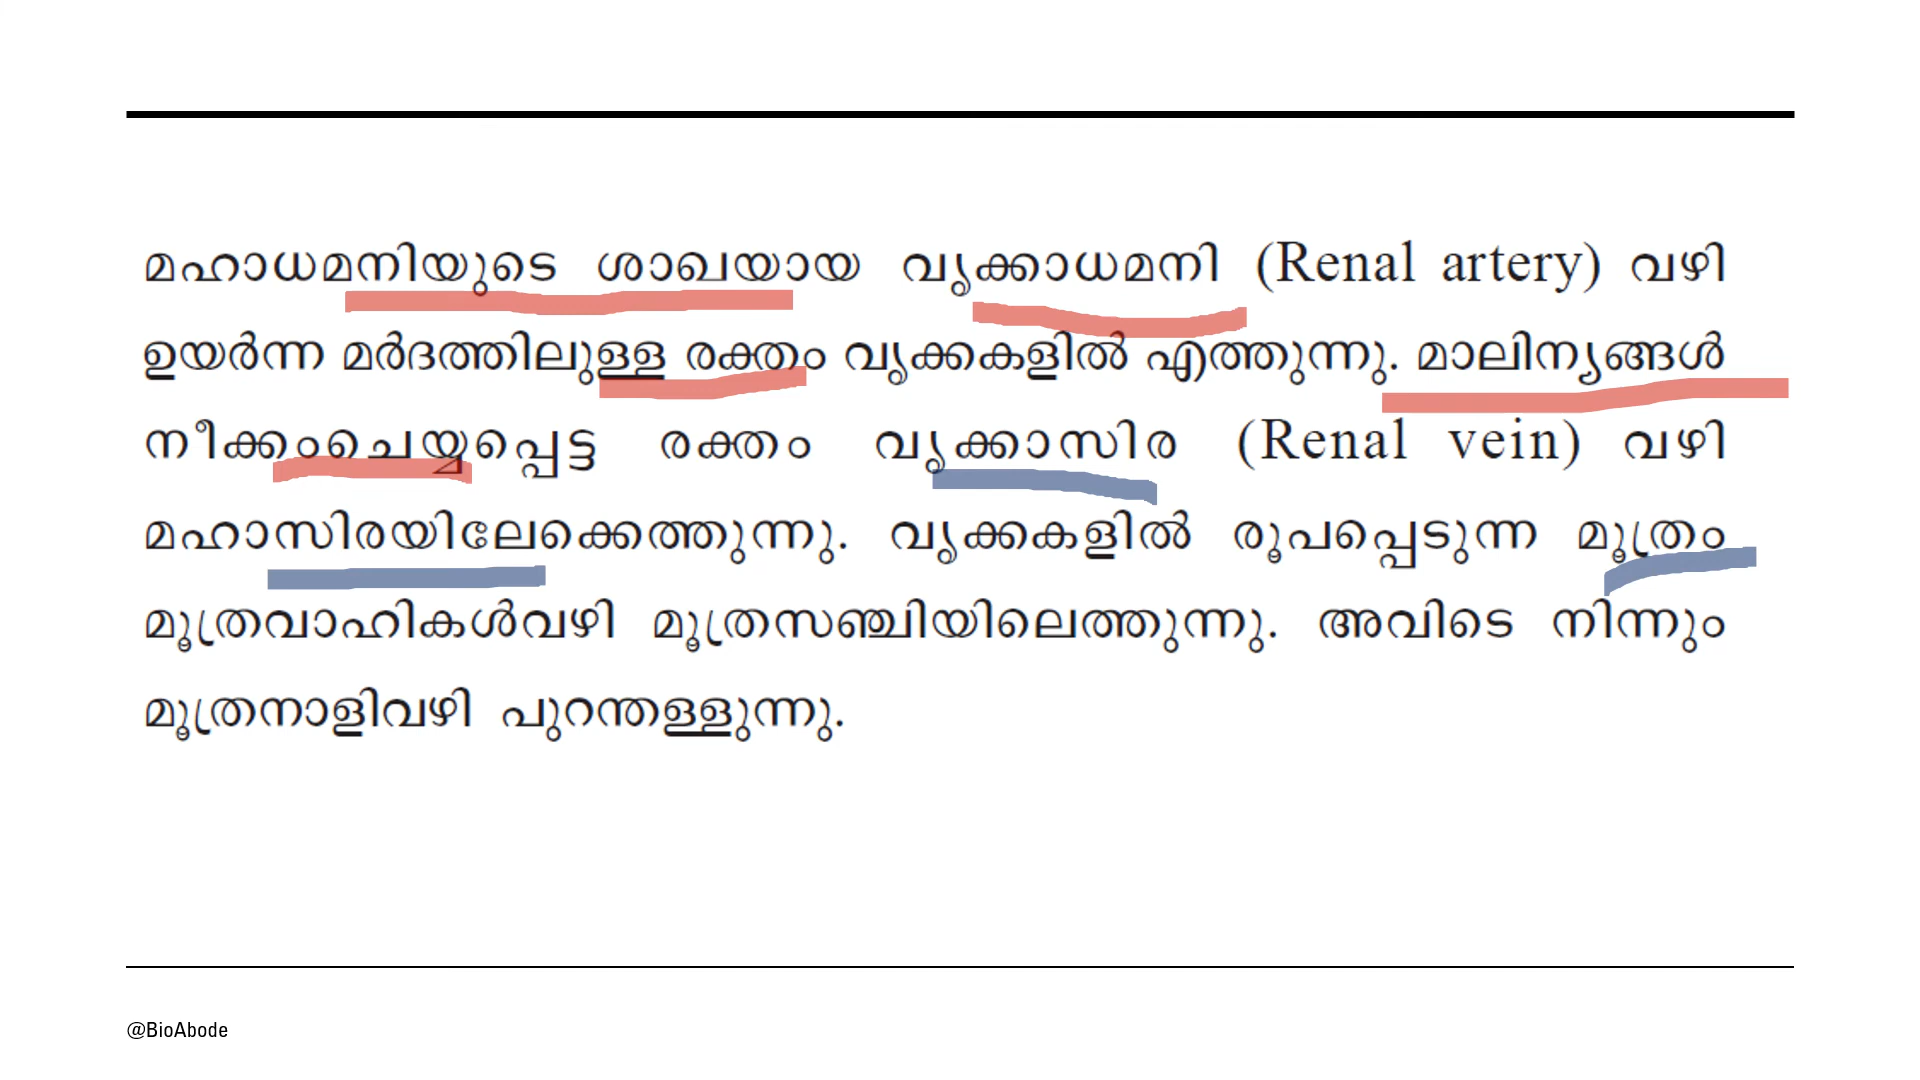 മഹാധമനിയുടെ ശാഖയായ വൃക്കാധമനി (Renal artery) വഴി
ഉയർന്ന മർദത്തിലുള്ള രക്തം വൃക്കകളിൽ എത്തുന്നു. മാലിന്യങ്ങൾ
നീക്കംചെയ്യപ്പെട്ട രക്തം വൃക്കാസിര (Renal vein) വഴി
മഹാസിരയിലേക്കെത്തുന്നു. വൃക്കകളിൽ രൂപപ്പെടുന്ന മൂത്രം
മൂത്രവാഹികൾവഴി മൂത്രസഞ്ചിയിലെത്തുന്നു. അവിടെ നിന്നും
മൂത്രനാളിവഴി പുറന്തള്ളുന്നു.
@BioAbode